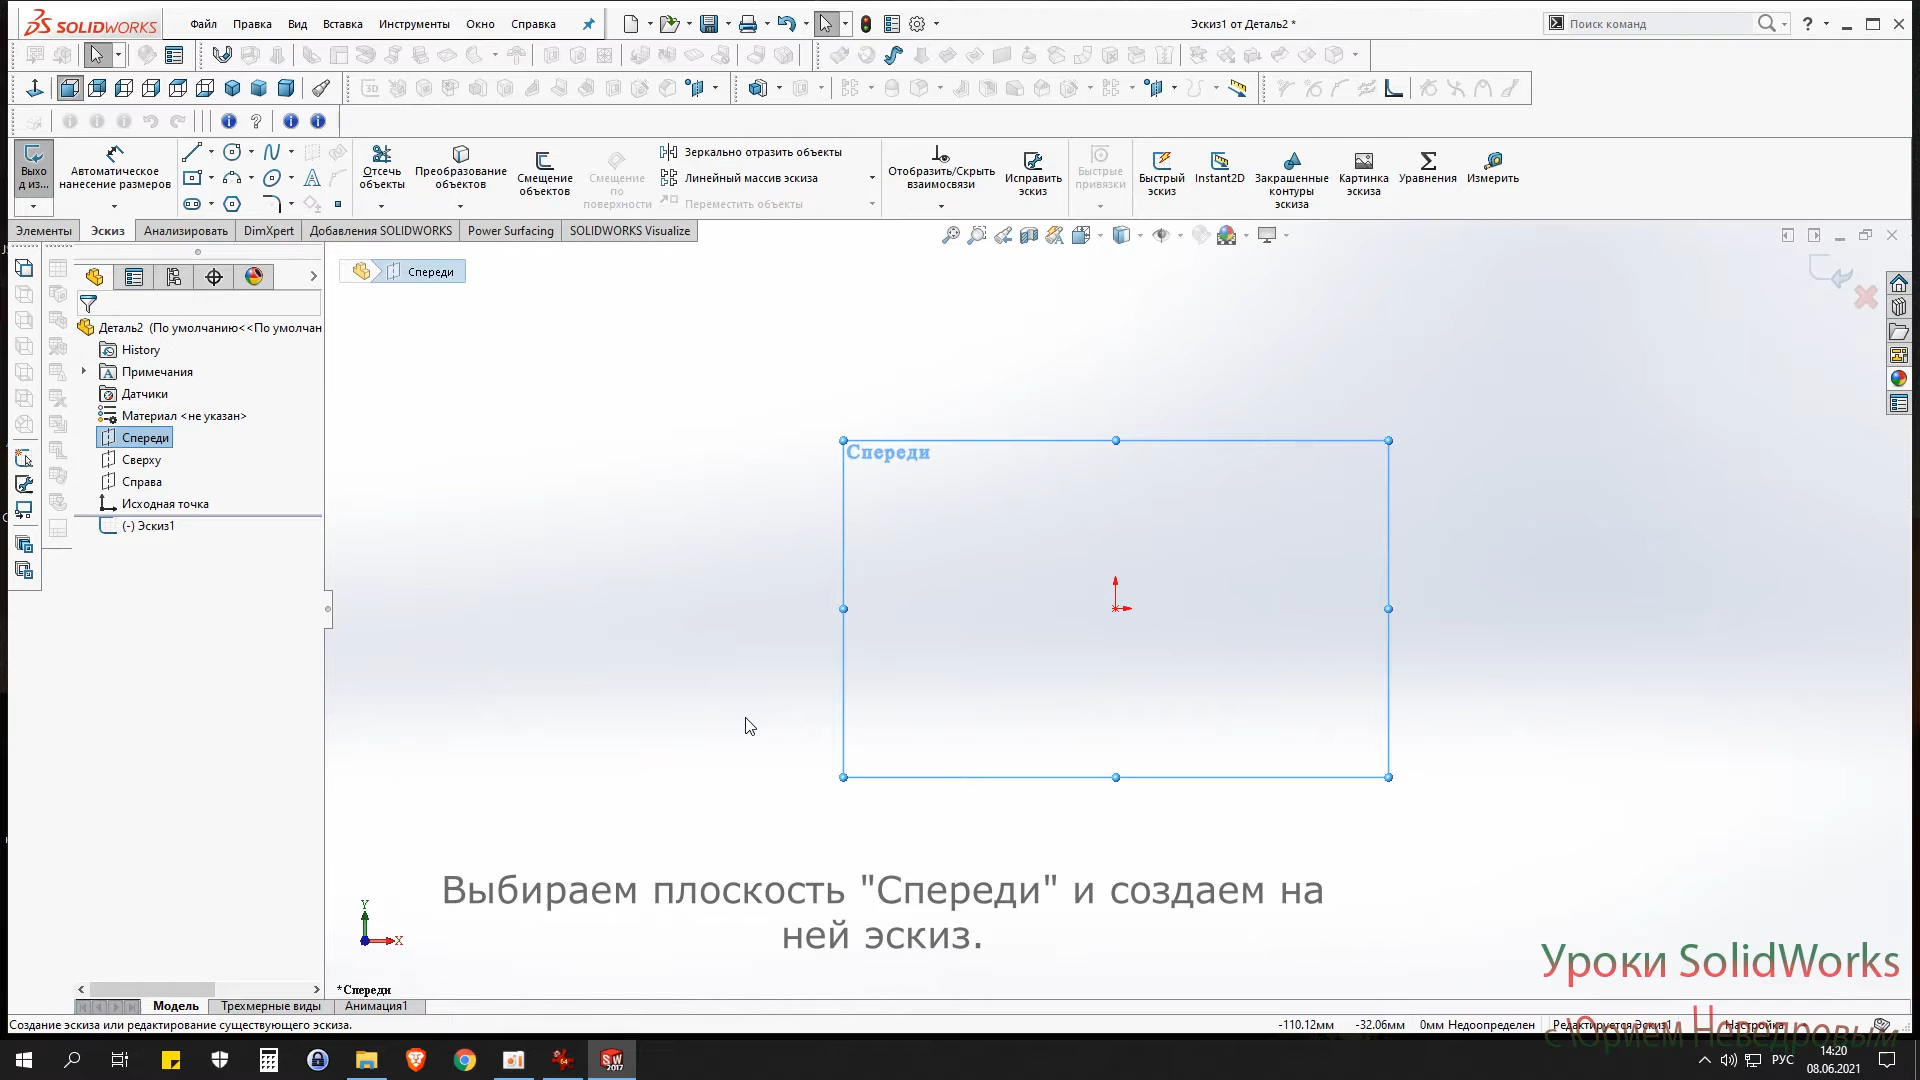 SOLIDWORKS
Файл Правка Вид Вставка Инструменты Окно Справка
Эскиз1 от Деталь2 *
Поиск команд
Выхо
д из...
Автоматическое
нанесение размеров
Отсечь
объекты
Преобразование
объектов
Смещение
объектов
Смещение
по
поверхности
Зеркально отразить объекты
Линейный массив эскиза
Переместить объекты
Отобразить/Скрыть
взаимосвязи
Исправить
эскиз
Быстрые
привязки
Быстрый
эскиз
Instant2D
Закрашенные
контуры
эскиза
Картинка
эскиза
Уравнения
Измерить
Элементы Эскиз Анализировать DimXpert Добавления SOLIDWORKS Power Surfacing SOLIDWORKS Visualize
Спереди
Деталь2 (По умолчанию<<По умолчан
History
Примечания
Датчики
Материал <не указан>
Спереди
Сверху
Справа
Исходная точка
(-) Эскиз1
Спереди
Выбираем плоскость "Спереди" и создаем на
ней эскиз.
Y
X
*Спереди
Уроки SolidWorks
с Юрием Неведровым
Модель Трехмерные виды Анимация1
Создание эскиза или редактирование существующего эскиза.
-110.12мм -32.06мм 0мм Недоопределен Редактируется Эскиз1 Настройка
РУС
14:20
08.06.2021